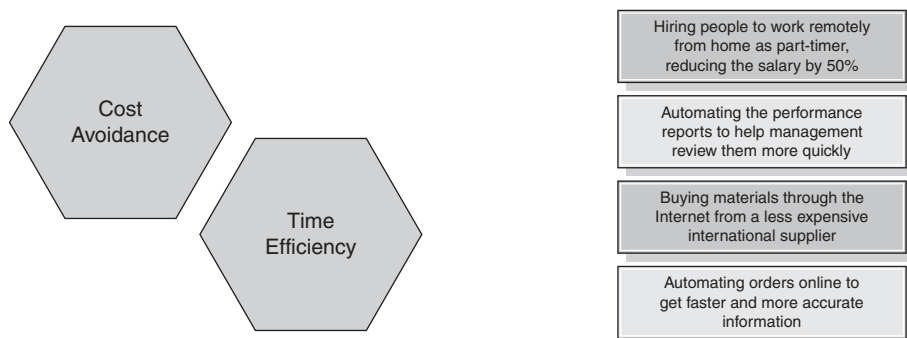 Cost
Avoidance
Time
Efficiency
Hiring people to work remotely
from home as part-timer,
reducing the salary by 50%
Automating the performance
reports to help management
review them more quickly
Buying materials through the
Internet from a less expensive
international supplier
Automating orders online to
get faster and more accurate
information